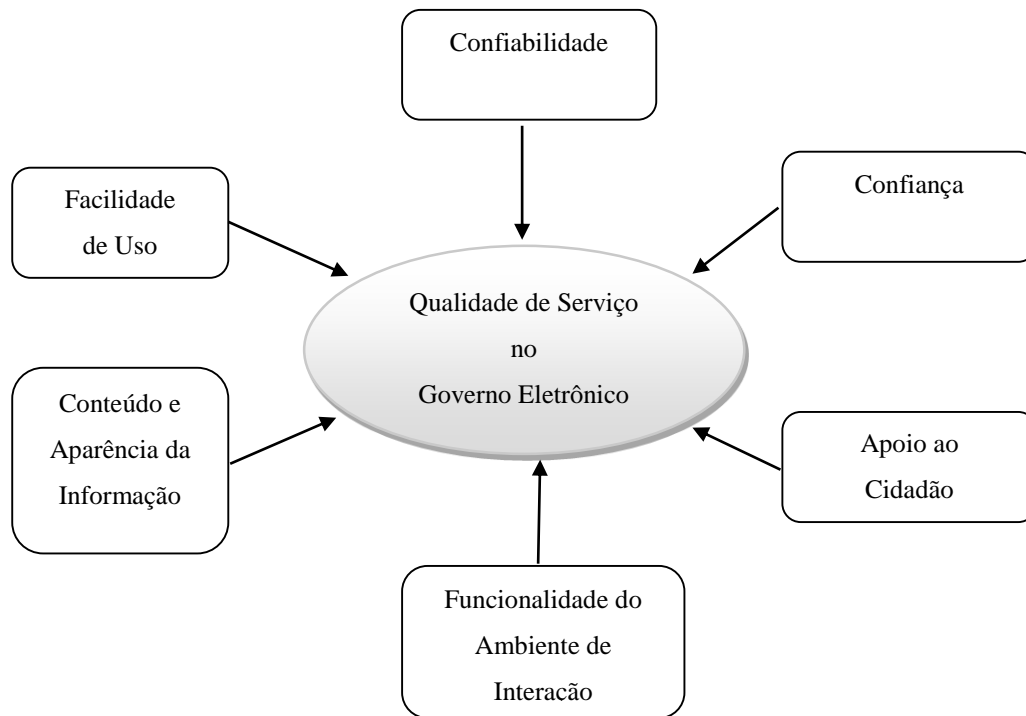 Confiabilidade
Confiança
Facilidade
de Uso
Qualidade de Serviço
no
Governo Eletrônico
Conteúdo e
Aparência da
Informação
Apoio ao
Cidadão
Funcionalidade do
Ambiente de
Interação